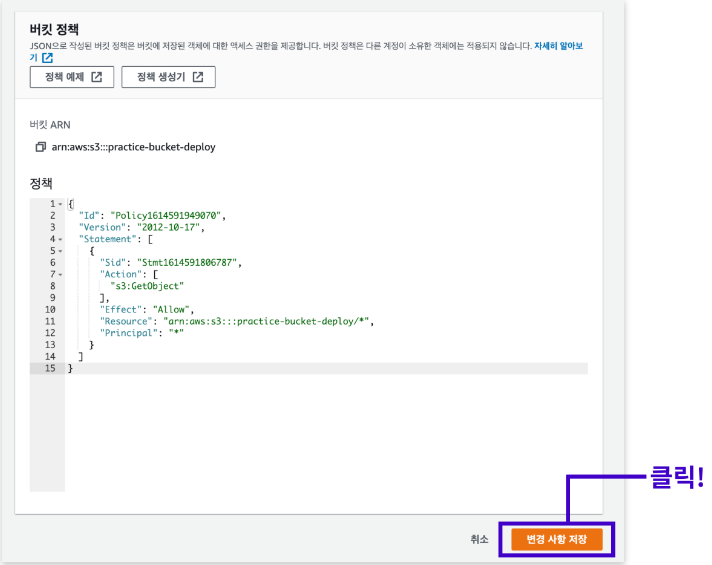 버킷 정책
JSON으로 작성된 버킷 정책은 버킷에 저장된 객체에 대한 액세스 권한을 제공합니다. 버킷 정책은 다른 계정이 소유한 객체에는 적용되지 않습니다. 자세히 알아보
기
정책 예제 정책 생성기
버킷 ARN
arn:aws:s3:::practice-bucket-deploy
정책
1 {
2 "Id": "Policy1614591949070",
3 "Version": "2012-10-17",
4 "Statement": [
5 {
6 "Sid": "Stmt1614591806787",
7 "Action": [
8 "s3:GetObject"
9 ],
10 "Effect": "Allow",
11 "Resource": "arn:aws:s3:::practice-bucket-deploy/*",
12 "Principal": "*"
13 }
14 ]
15 }
클릭!
취소 변경 사항 저장